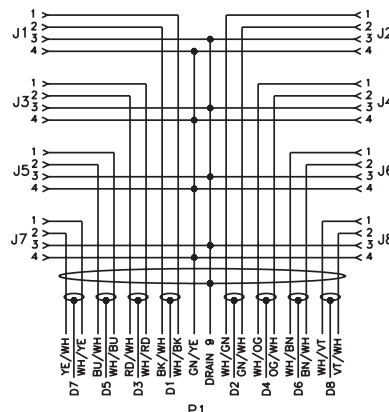 1 1
J1 2 2 J2
3 3
4 4
1 1
J3 2 2 J4
3 3
4 4
1 1
J5 2 2 J6
3 3
4 4
1 1
J7 2 2 J8
3 3
4 4
YE/WH
D7
WH/YE
BU/WH
D5
WH/BU
RD/WH
D3
WH/RD
BK/WH
D1
WH/BK
GN/YE
DRAIN 9
WH/GN
D2
GN/WH
WH/OG
D4
OG/WH
WH/BN
D6
BN/WH
WH/VT
D8
VT/WH
P1